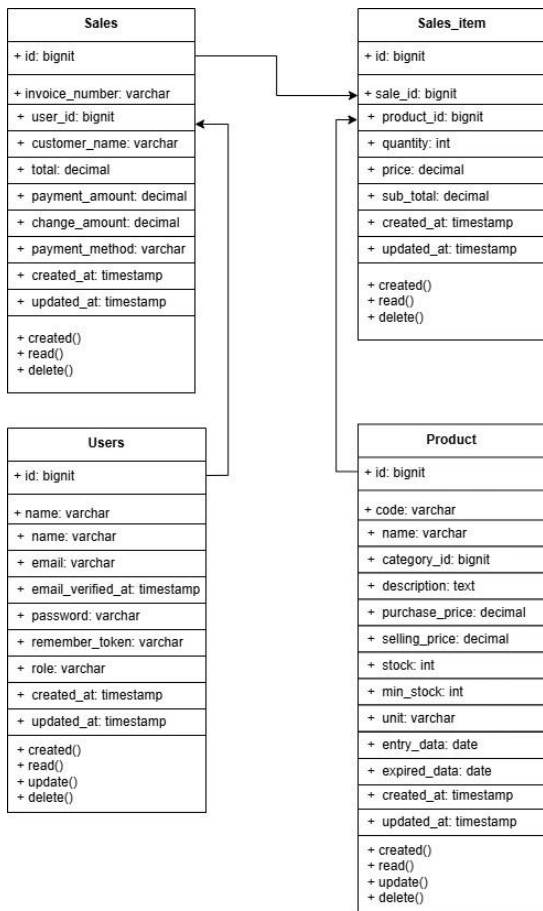 Sales
+ id: bignit
+ invoice_number: varchar
+ user_id: bignit
+ customer_name: varchar
+ total: decimal
+ payment_amount: decimal
+ change_amount: decimal
+ payment_method: varchar
+ created_at: timestamp
+ updated_at: timestamp
+ created()
+ read()
+ delete()
Sales_item
+ id: bignit
+ sale_id: bignit
+ product_id: bignit
+ quantity: int
+ price: decimal
+ sub_total: decimal
+ created_at: timestamp
+ updated_at: timestamp
+ created()
+ read()
+ delete()
Users
+ id: bignit
+ name: varchar
+ name: varchar
+ email: varchar
+ email_verified_at: timestamp
+ password: varchar
+ remember_token: varchar
+ role: varchar
+ created_at: timestamp
+ updated_at: timestamp
+ created()
+ read()
+ update()
+ delete()
Product
+ id: bignit
+ code: varchar
+ name: varchar
+ category_id: bignit
+ description: text
+ purchase_price: decimal
+ selling_price: decimal
+ stock: int
+ min_stock: int
+ unit: varchar
+ entry_data: date
+ expired_data: date
+ created_at: timestamp
+ updated_at: timestamp
+ created()
+ read()
+ update()
+ delete()